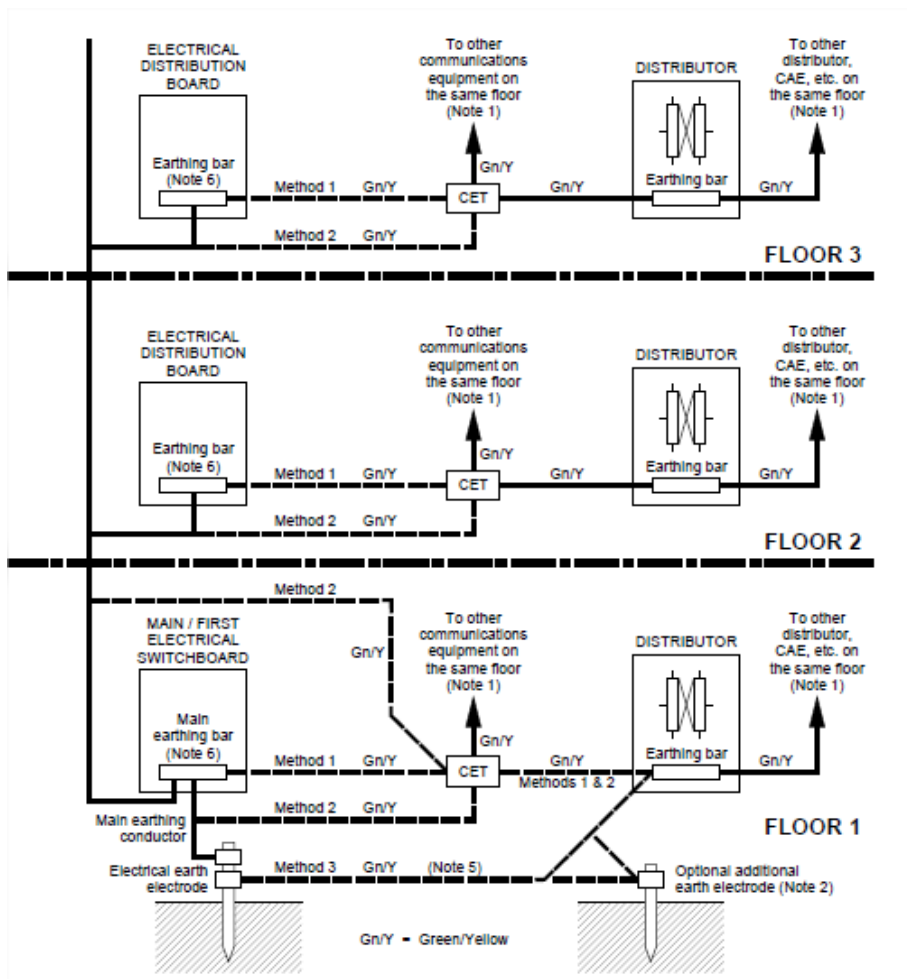 ELECTRICAL
DISTRIBUTION
BOARD
To other
communications
equipment on
the same floor
(Note 1)
DISTRIBUTOR
To other
distributor,
CAE, etc. on
the same floor
(Note 1)
Earthing bar
(Note 6)
Method 1 Gn/Y
Gn/Y
CET
Gn/Y
Earthing bar
Gn/Y
Method 2 Gn/Y
FLOOR 3
ELECTRICAL
DISTRIBUTION
BOARD
To other
communications
equipment on
the same floor
(Note 1)
DISTRIBUTOR
To other
distributor,
CAE, etc. on
the same floor
(Note 1)
Earthing bar
(Note 6)
Method 1 Gn/Y
Gn/Y
CET
Gn/Y
Earthing bar
Gn/Y
Method 2 Gn/Y
FLOOR 2
Method 2
MAIN / FIRST
ELECTRICAL
SWITCHBOARD
Gn/Y
To other
communications
equipment on
the same floor
(Note 1)
DISTRIBUTOR
To other
distributor,
CAE, etc. on
the same floor
(Note 1)
Main
earthing bar
(Note 6)
Method 1 Gn/Y
Gn/Y
CET
Gn/Y
Methods 1 & 2
Earthing bar
Gn/Y
Method 2 Gn/Y
Main earthing
conductor
FLOOR 1
Electrical earth
electrode
Method 3 Gn/Y (Note 5)
Optional additional
earth electrode (Note 2)
Gn/Y = Green/Yellow